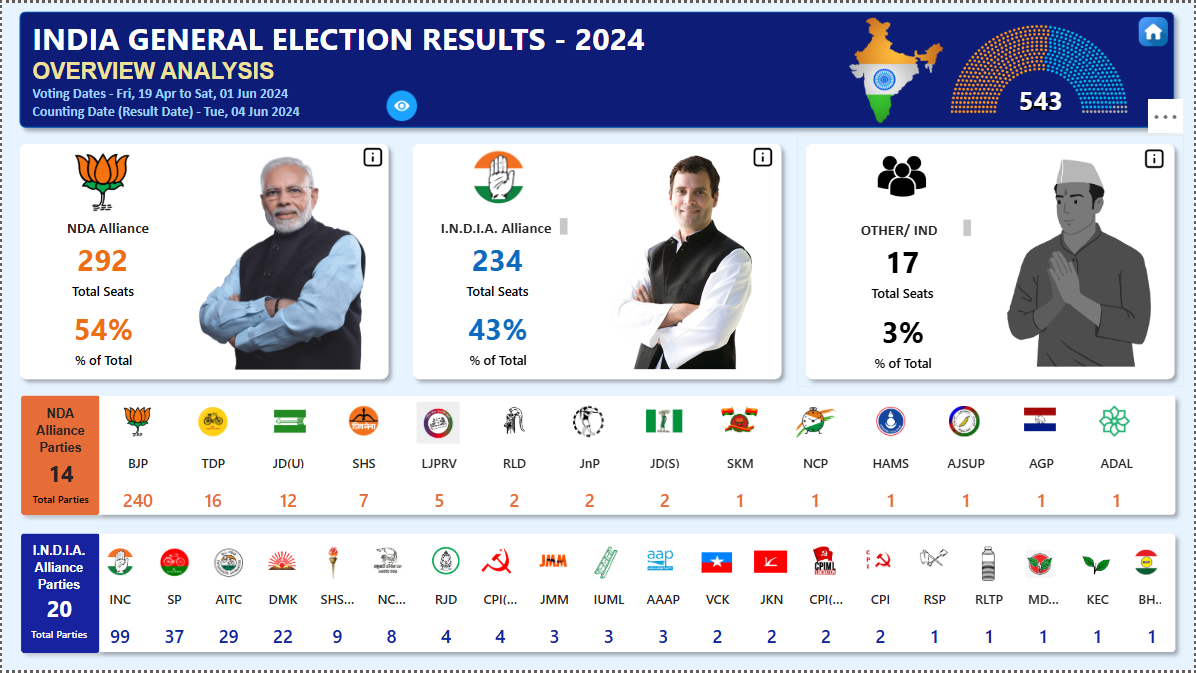 INDIA GENERAL ELECTION RESULTS - 2024
OVERVIEW ANALYSIS
Voting Dates - Fri, 19 Apr to Sat, 01 Jun 2024
Counting Date (Result Date) - Tue, 04 Jun 2024
543
NDA Alliance
292
Total Seats
54%
% of Total
I.N.D.I.A. Alliance
234
Total Seats
43%
% of Total
OTHER/ IND
17
Total Seats
3%
% of Total
NDA
Alliance
Parties
14
Total Parties
BJP TDP JD(U) SHS LJPRV RLD JnP JD(S) SKM NCP HAMS AJSUP AGP ADAL
240 16 12 7 5 2 2 2 1 1 1 1 1 1
I.N.D.I.A.
Alliance
Parties
20
Total Parties
JMM
aap
CPIML
INC SP AITC DMK SHS... NC... RJD CPI(... JMM IUML AAAP VCK JKN CPI(... CPI RSP RLTP MD... KEC BH..
99 37 29 22 9 8 4 4 3 3 3 2 2 2 2 1 1 1 1 1